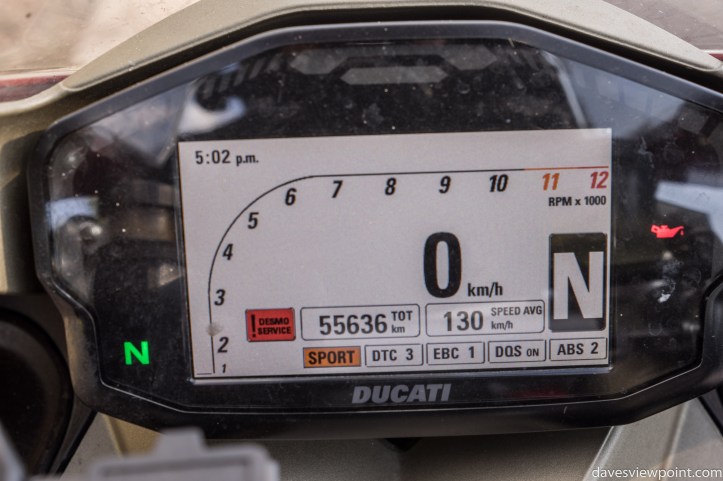 5:02 p.m.
1
2
3
4
5
6
7
8
9
10
11
12
RPM x 1000
0 km/h
N
! DESMO SERVICE
55636 TOT km
130 SPEED AVG km/h
N
SPORT
DTC 3
EBC 1
DQS ON
ABS 2
DUCATI
davesviewpoint.com